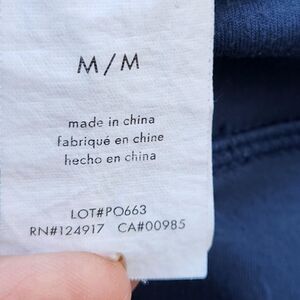 M/M
made in china
fabriqué en chine
hecho en china
LOT#PO663
RN#124917 CA#00985